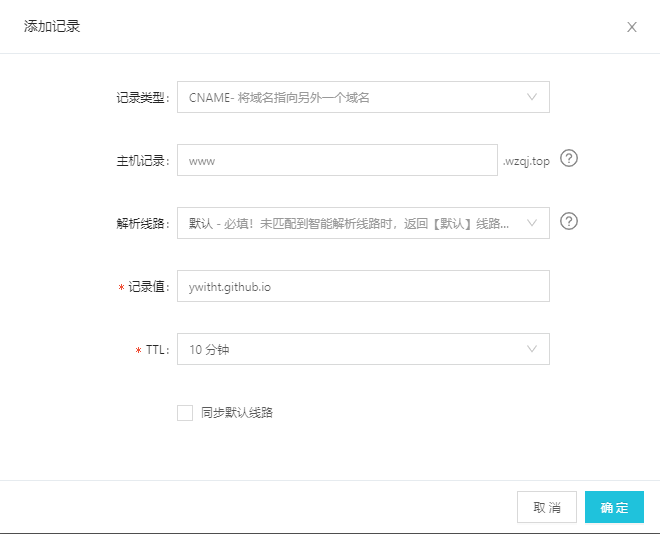 添加记录
记录类型: CNAME- 将域名指向另外一个域名
主机记录: www .wzqj.top ?
解析线路: 默认 - 必填！未匹配到智能解析线路时，返回【默认】线路... ?
* 记录值: ywitht.github.io
* TTL: 10 分钟
同步默认线路
取消 确定